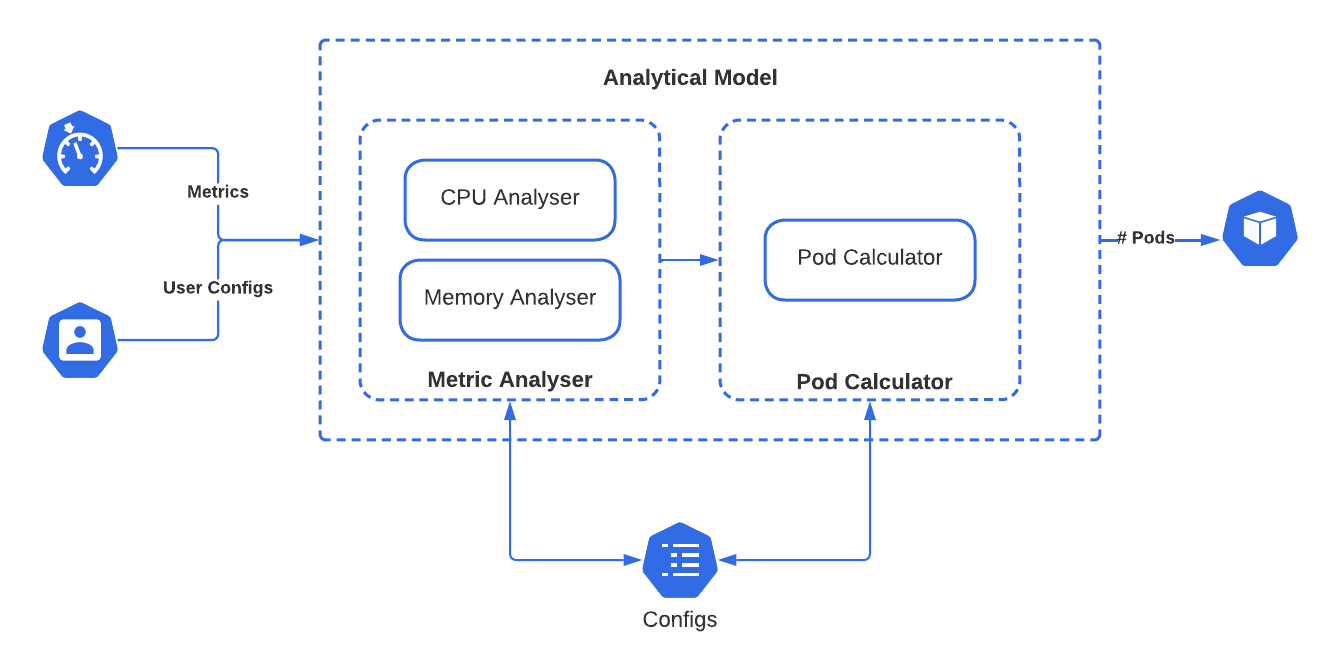 Analytical Model
Metrics
User Configs
CPU Analyser
Memory Analyser
Metric Analyser
Pod Calculator
Pod Calculator
# Pods
Configs